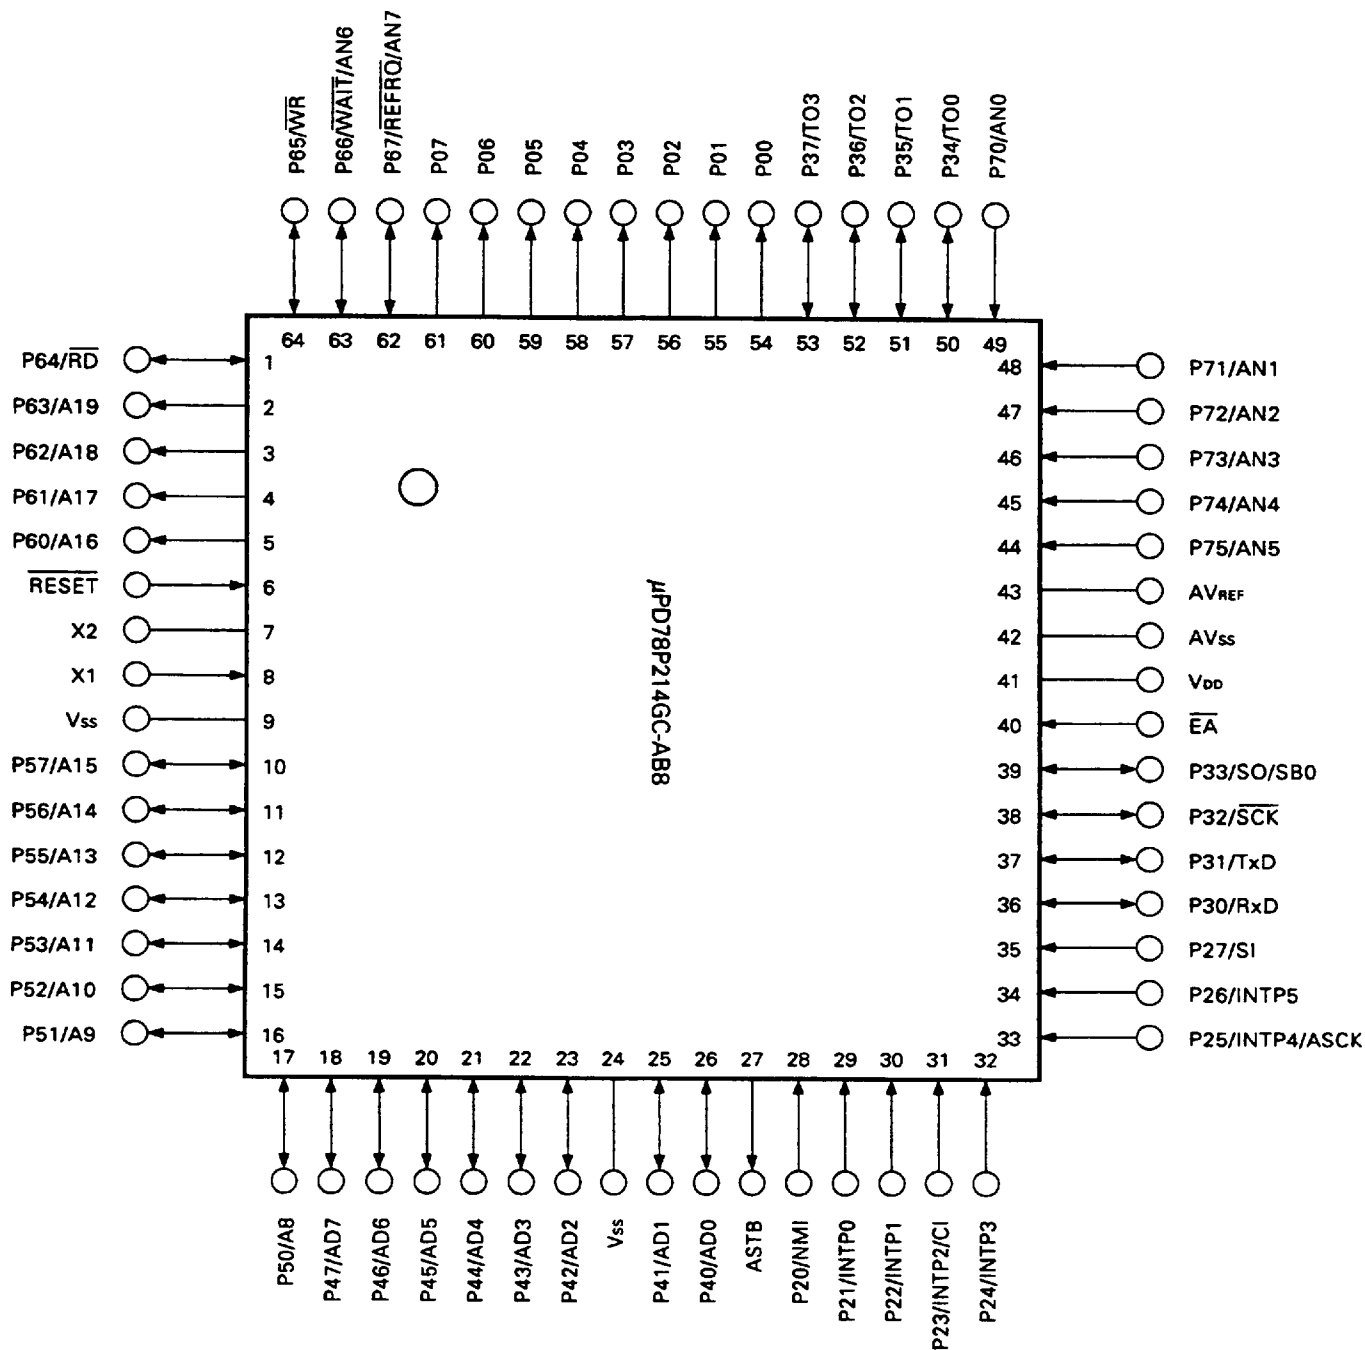 P65/W̅R̅
P66/W̅A̅I̅T̅/AN6
P67/R̅E̅F̅R̅Q̅/AN7
P07
P06
P05
P04
P03
P02
P01
P00
P37/TO3
P36/TO2
P35/TO1
P34/TO0
P70/AN0
64 63 62 61 60 59 58 57 56 55 54 53 52 51 50 49
P64/R̅D̅ 1
P63/A19 2
P62/A18 3
P61/A17 4
P60/A16 5
R̅E̅S̅E̅T̅ 6
X2 7
X1 8
Vss 9
P57/A15 10
P56/A14 11
P55/A13 12
P54/A12 13
P53/A11 14
P52/A10 15
P51/A9 16
μPD78P214GC-AB8
48 P71/AN1
47 P72/AN2
46 P73/AN3
45 P74/AN4
44 P75/AN5
43 AVREF
42 AVss
41 VDD
40 E̅A̅
39 P33/SO/SB0
38 P32/S̅C̅K̅
37 P31/TxD
36 P30/RxD
35 P27/SI
34 P26/INTP5
33 P25/INTP4/ASCK
17 18 19 20 21 22 23 24 25 26 27 28 29 30 31 32
P50/A8
P47/AD7
P46/AD6
P45/AD5
P44/AD4
P43/AD3
P42/AD2
Vss
P41/AD1
P40/AD0
ASTB
P20/NMI
P21/INTP0
P22/INTP1
P23/INTP2/CI
P24/INTP3